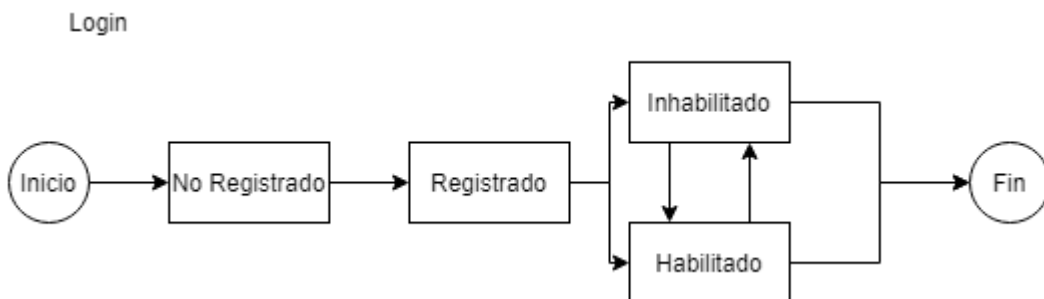 Login
Inicio
No Registrado
Registrado
Inhabilitado
Habilitado
Fin